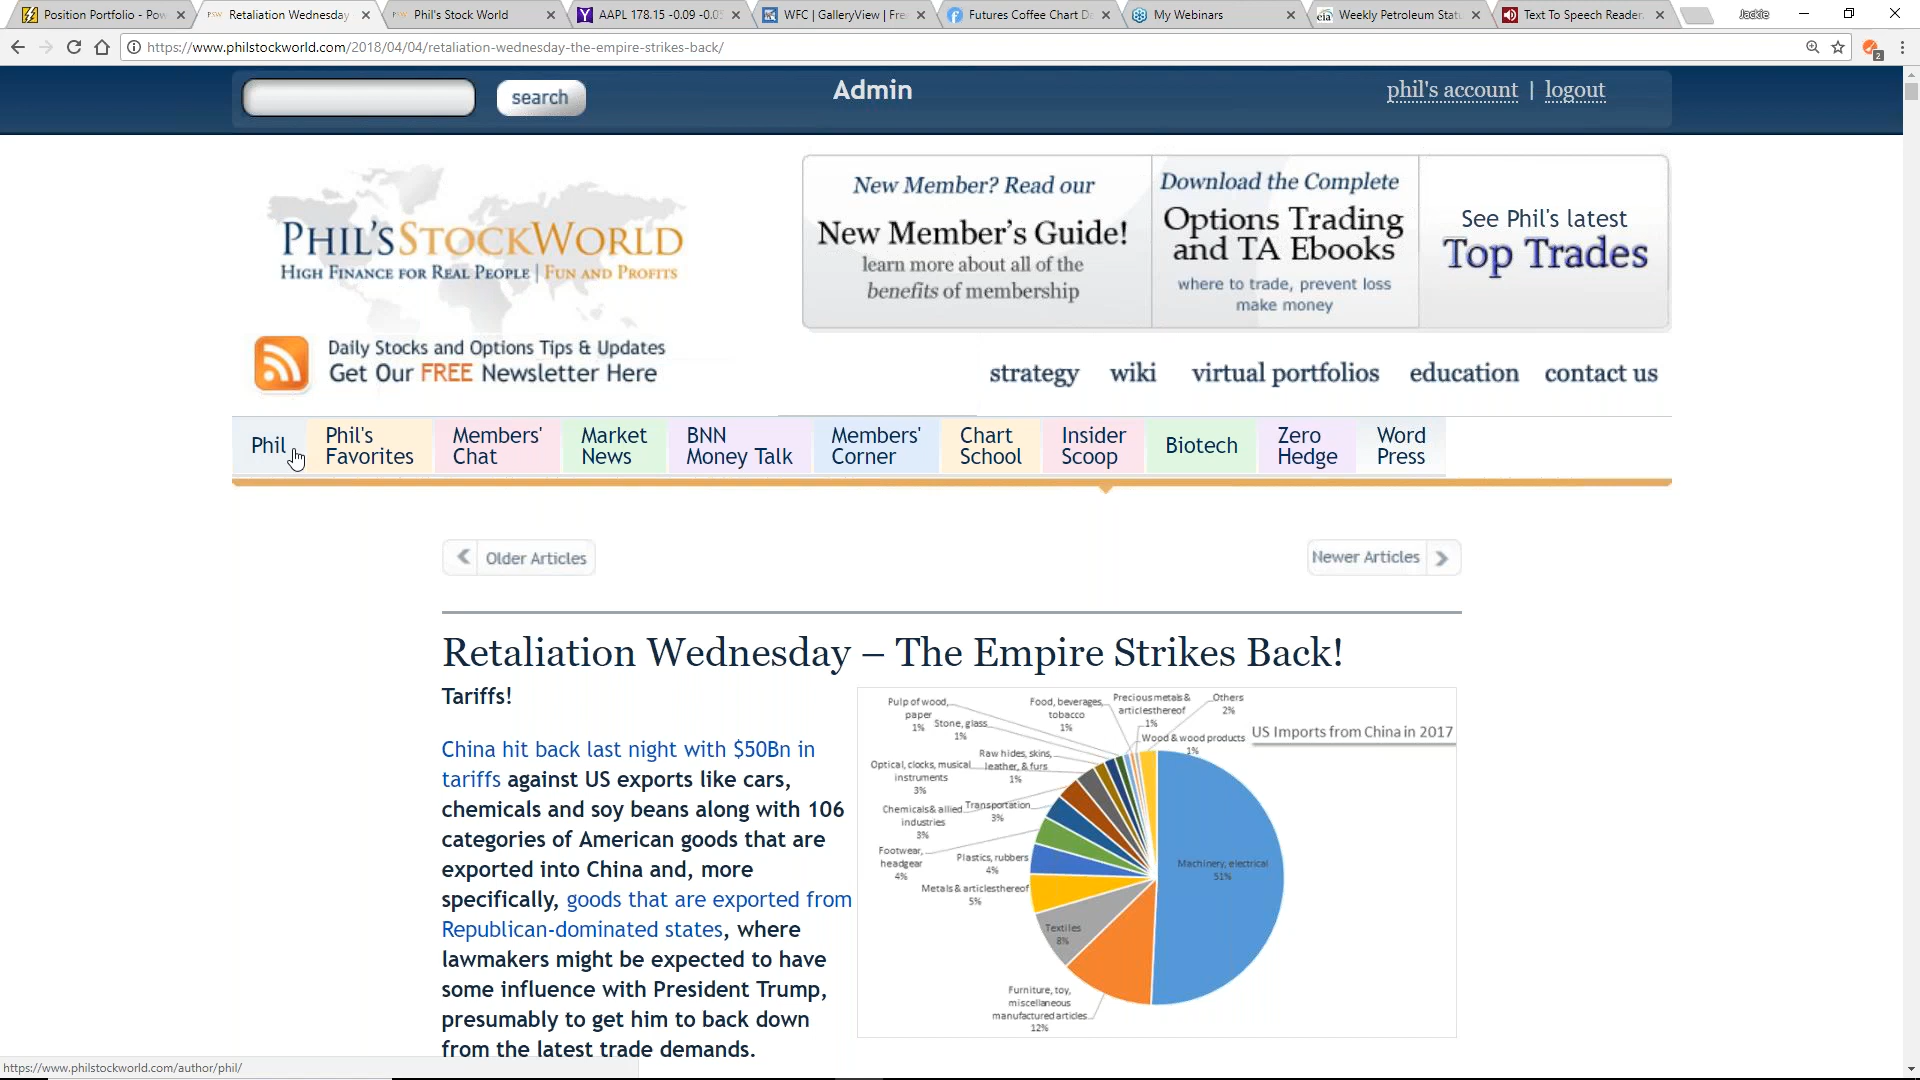 Position Portfolio - Pow
Retaliation Wednesday
Phil's Stock World
AAPL 178.15 -0.09 -0.05
WFC | GalleryView | Fre
Futures Coffee Chart Da
My Webinars
Weekly Petroleum Statu
Text To Speech Reader
Jackie
https://www.philstockworld.com/2018/04/04/retaliation-wednesday-the-empire-strikes-back/
2
search
Admin
phil's account | logout
PHIL'S STOCKWORLD
HIGH FINANCE FOR REAL PEOPLE | FUN AND PROFITS
Daily Stocks and Options Tips & Updates
Get Our FREE Newsletter Here
New Member? Read our
New Member's Guide!
learn more about all of the
benefits of membership
Download the Complete
Options Trading
and TA Ebooks
where to trade, prevent loss
make money
See Phil's latest
Top Trades
strategy wiki virtual portfolios education contact us
Phil
Phil's
Favorites
Members'
Chat
Market
News
BNN
Money Talk
Members'
Corner
Chart
School
Insider
Scoop
Biotech
Zero
Hedge
Word
Press
Older Articles
Newer Articles
Retaliation Wednesday – The Empire Strikes Back!
Tariffs!
China hit back last night with $50Bn in
tariffs against US exports like cars,
chemicals and soy beans along with 106
categories of American goods that are
exported into China and, more
specifically, goods that are exported from
Republican-dominated states, where
lawmakers might be expected to have
some influence with President Trump,
presumably to get him to back down
from the latest trade demands.
US Imports from China in 2017
Pulp of wood,
paper
1%
Stone, glass
1%
Food, beverages,
tobacco
1%
Precious metals &
articlesthereof
1%
Others
2%
Wood & wood products
1%
Raw hides, skins,
leather, & furs
1%
Optical, clocks, musical
instruments
3%
Transportation
3%
Chemicals & allied
industries
3%
Footwear,
headgear
4%
Plastics, rubbers
4%
Metals & articlesthereof
5%
Textiles
8%
Furniture, toy,
miscellaneous
manufactured articles
12%
Machinery, electrical
51%
https://www.philstockworld.com/author/phil/